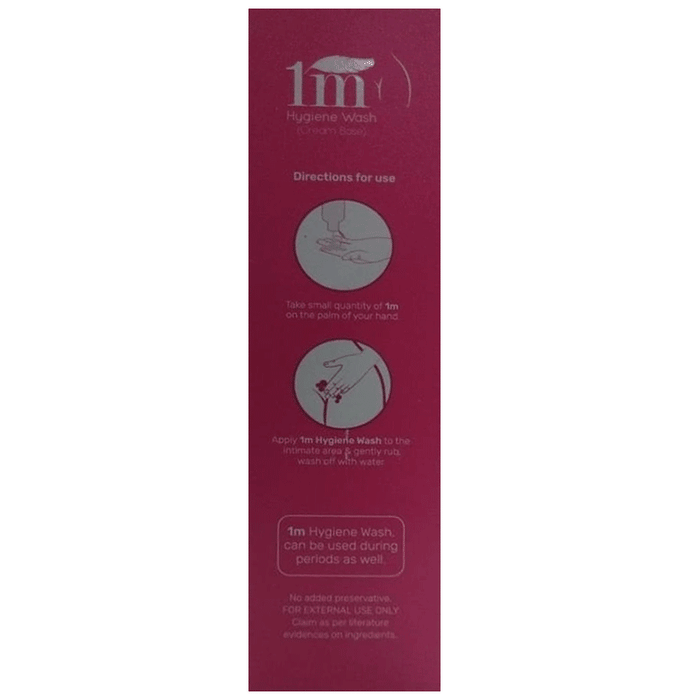 1m
Hygiene Wash
(Cream Base)
Directions for use
Take small quantity of 1m
on the palm of your hand.
Apply 1m Hygiene Wash to the
intimate area & gently rub,
wash off with water.
1m Hygiene Wash,
can be used during
periods as well.
No added preservative.
FOR EXTERNAL USE ONLY
Claim as per literature
evidences on ingredients.